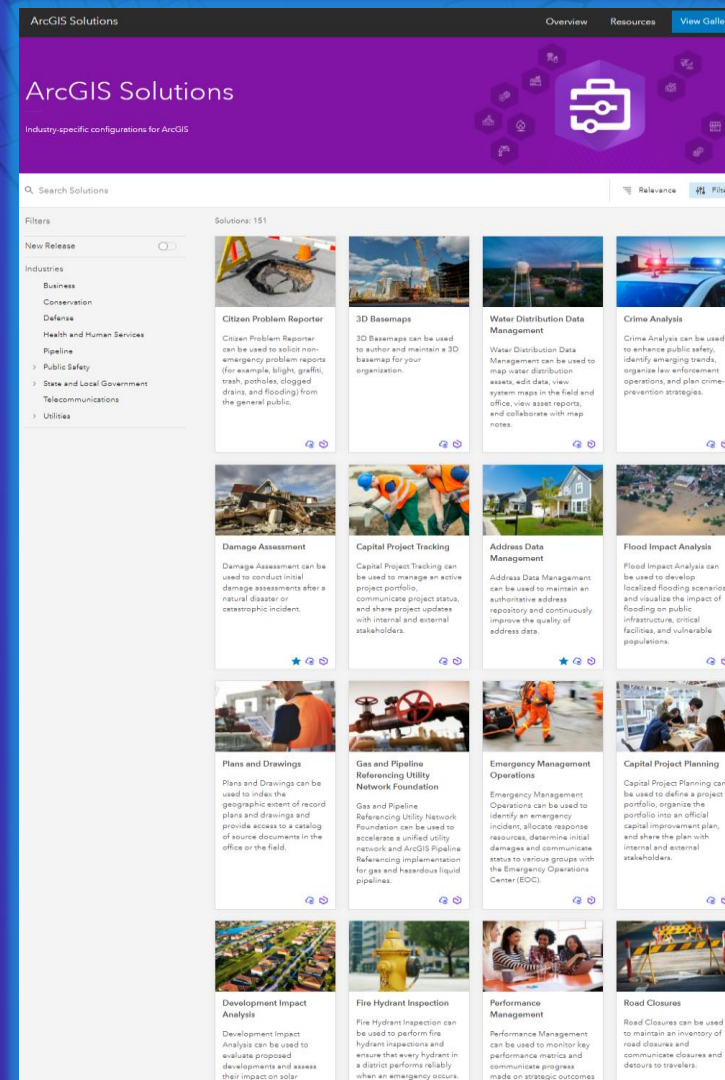 ArcGIS Solutions
Overview
Resources
View Galle
ArcGIS Solutions
Industry-specific configurations for ArcGIS
Search Solutions
Relevance
Filte
Filters
Solutions: 151
New Release
Industries
Business
Conservation
Defense
Health and Human Services
Pipeline
Public Safety
State and Local Government
Telecommunications
Utilities
Citizen Problem Reporter
Citizen Problem Reporter
can be used to solicit non-
emergency problem reports
(for example, blight, graffiti,
trash, potholes, clogged
drains, and flooding) from
the general public.
3D Basemaps
3D Basemaps can be used
to author and maintain a 3D
basemap for your
organization.
Water Distribution Data
Management
Water Distribution Data
Management can be used to
map water distribution
assets, edit data, view
system maps in the field and
office, view asset reports,
and collaborate with map
notes.
Crime Analysis
Crime Analysis can be used
to enhance public safety,
identify emerging trends,
organize law enforcement
operations, and plan crime-
prevention strategies.
Damage Assessment
Damage Assessment can be
used to conduct initial
damage assessments after a
natural disaster or
catastrophic incident.
Capital Project Tracking
Capital Project Tracking can
be used to manage an active
project portfolio,
communicate project status,
and share project updates
with internal and external
stakeholders.
Address Data
Management
Address Data Management
can be used to maintain an
authoritative address
repository and continuously
improve the quality of
address data.
Flood Impact Analysis
Flood Impact Analysis can
be used to develop
localized flooding scenarios
and visualize the impact of
flooding on public
infrastructure, critical
facilities, and vulnerable
populations.
Plans and Drawings
Plans and Drawings can be
used to index the
geographic extent of record
plans and drawings and
provide access to a catalog
of source documents in the
office or the field.
Gas and Pipeline
Referencing Utility
Network Foundation
Gas and Pipeline
Referencing Utility Network
Foundation can be used to
accelerate a unified utility
network and ArcGIS Pipeline
Referencing implementation
for gas and hazardous liquid
pipelines.
Emergency Management
Operations
Emergency Management
Operations can be used to
identify an emergency
incident, allocate response
resources, determine initial
damages and communicate
status to various groups with
the Emergency Operations
Center (EOC).
Capital Project Planning
Capital Project Planning can
be used to define a project
portfolio, organize the
portfolio into an official
capital improvement plan,
and share the plan with
internal and external
stakeholders.
Development Impact
Analysis
Development Impact
Analysis can be used to
evaluate proposed
developments and assess
their impact on solar
Fire Hydrant Inspection
Fire Hydrant Inspection can
be used to perform fire
hydrant inspections and
ensure that every hydrant in
a district performs reliably
when an emergency occurs.
Performance
Management
Performance Management
can be used to monitor key
performance metrics and
communicate progress
made on strategic outcomes
Road Closures
Road Closures can be used
to maintain an inventory of
road closures and
communicate closures and
detours to travelers.